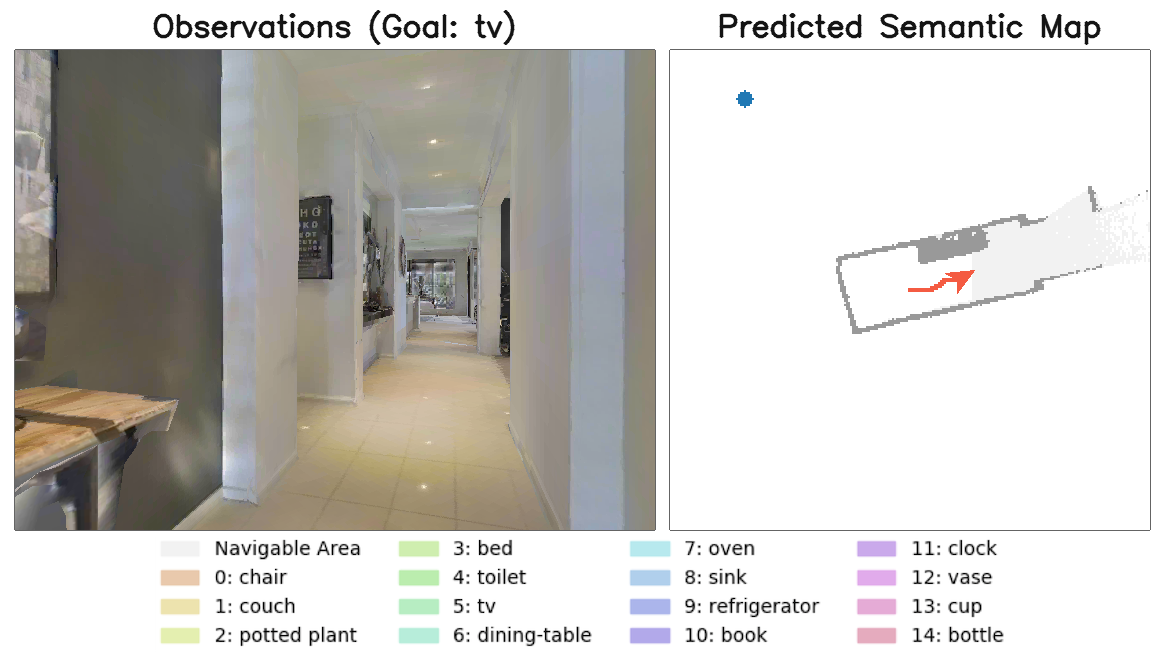 Observations (Goal: tv)
Predicted Semantic Map
H G
Navigable Area
0: chair
1: couch
2: potted plant
3: bed
4: toilet
5: tv
6: dining-table
7: oven
8: sink
9: refrigerator
10: book
11: clock
12: vase
13: cup
14: bottle